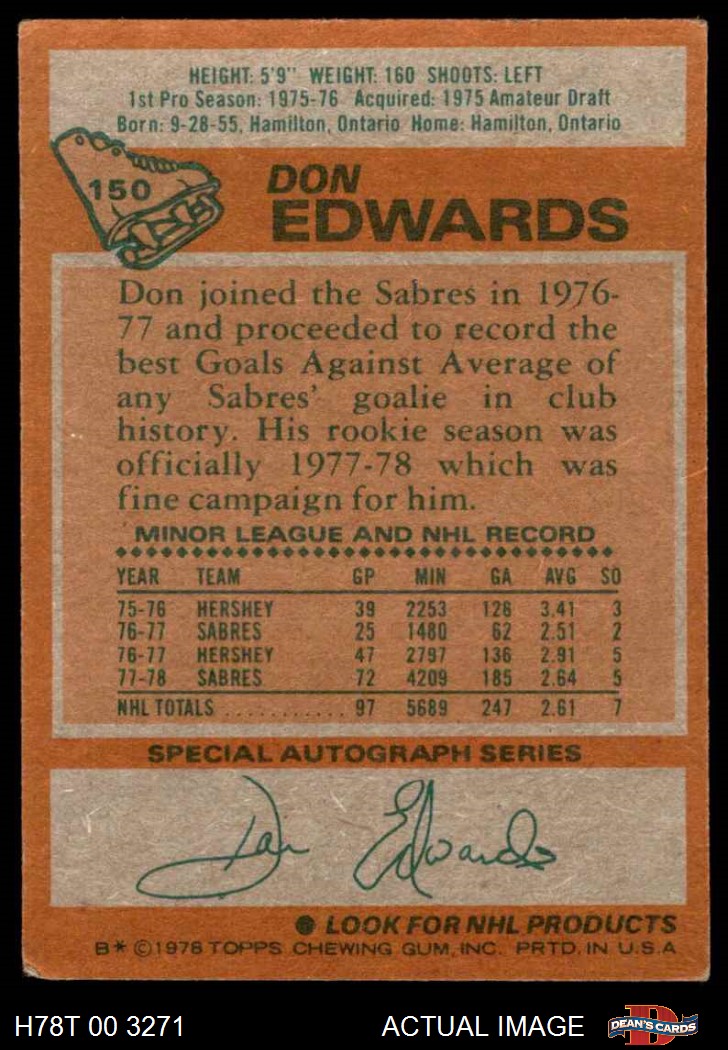 HEIGHT: 5'9" WEIGHT: 160 SHOOTS: LEFT
1st Pro Season: 1975-76 Acquired: 1975 Amateur Draft
Born: 9-28-55, Hamilton, Ontario Home: Hamilton, Ontario
150
DON
EDWARDS
Don joined the Sabres in 1976-
77 and proceeded to record the
best Goals Against Average of
any Sabres' goalie in club
history. His rookie season was
officially 1977-78 which was
fine campaign for him.
MINOR LEAGUE AND NHL RECORD
YEAR TEAM GP MIN GA AVG SO
75-76 HERSHEY 39 2253 128 3.41 3
76-77 SABRES 25 1480 62 2.51 2
76-77 HERSHEY 47 2797 136 2.91 5
77-78 SABRES 72 4209 185 2.64 5
NHL TOTALS ........... 97 5689 247 2.61 7
SPECIAL AUTOGRAPH SERIES
Don Edwards
● LOOK FOR NHL PRODUCTS
B* ©1978 TOPPS CHEWING GUM, INC. PRTD. IN U.S.A
H78T 00 3271 ACTUAL IMAGE DEAN'S CARDS